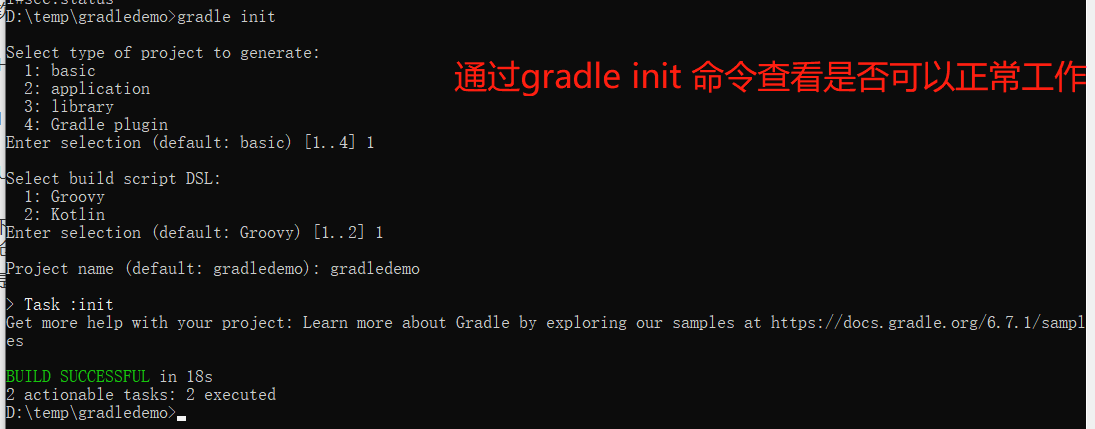 D:\temp\gradledemo>gradle init
Select type of project to generate:
1: basic
2: application
3: library
4: Gradle plugin
Enter selection (default: basic) [1..4] 1
通过gradle init 命令查看是否可以正常工作
Select build script DSL:
1: Groovy
2: Kotlin
Enter selection (default: Groovy) [1..2] 1
Project name (default: gradledemo): gradledemo
> Task :init
Get more help with your project: Learn more about Gradle by exploring our samples at https://docs.gradle.org/6.7.1/sampl
es
BUILD SUCCESSFUL in 18s
2 actionable tasks: 2 executed
D:\temp\gradledemo>